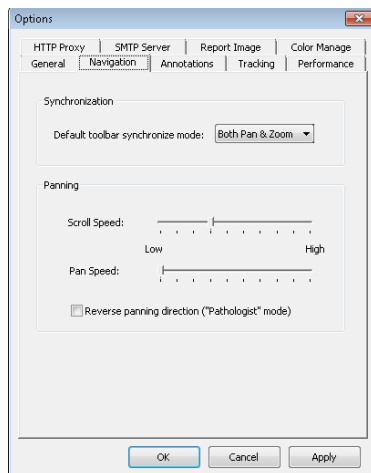 Options
HTTP Proxy SMTP Server Report Image Color Manage
General Navigation Annotations Tracking Performance
Synchronization
Default toolbar synchronize mode: Both Pan & Zoom
Panning
Scroll Speed:
Low High
Pan Speed:
Reverse panning direction ("Pathologist" mode)
OK Cancel Apply